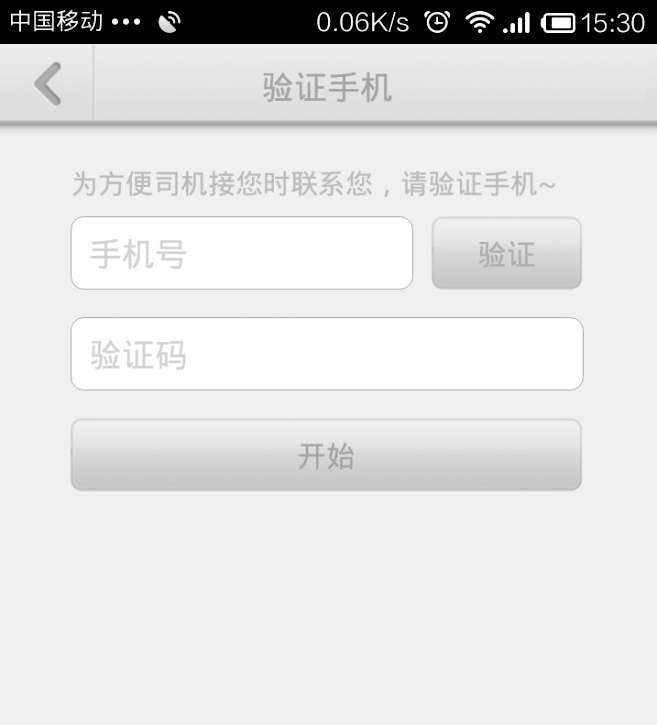 中国移动 ••• 0.06K/s 15:30
验证手机
为方便司机接您时联系您，请验证手机~
手机号 验证
验证码
开始